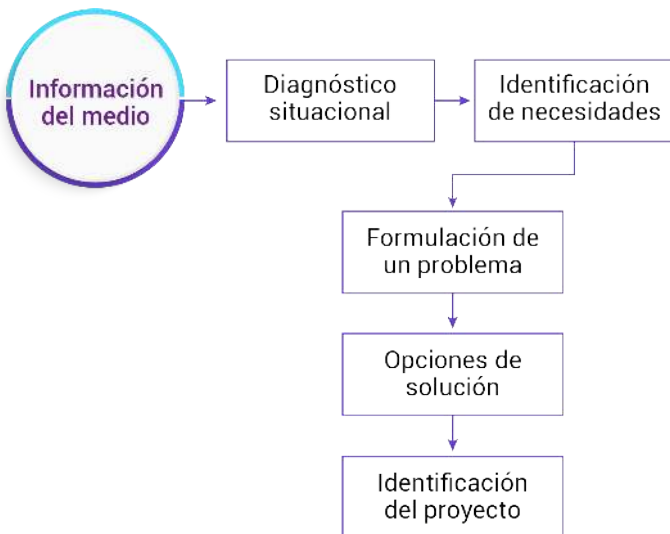 Información
del medio
Diagnóstico
situacional
Identificación
de necesidades
Formulación de
un problema
Opciones de
solución
Identificación
del proyecto